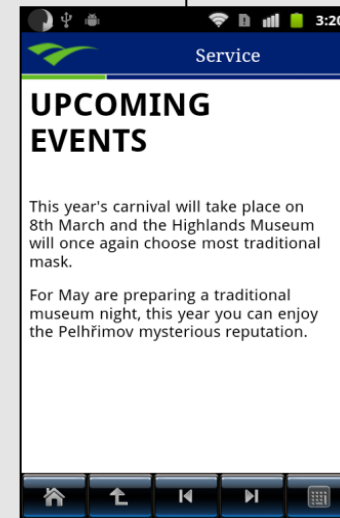 3:20
Service
UPCOMING
EVENTS
This year's carnival will take place on
8th March and the Highlands Museum
will once again choose most traditional
mask.
For May are preparing a traditional
museum night, this year you can enjoy
the Pelhřimov mysterious reputation.